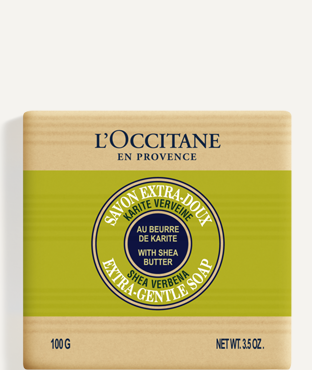 L'OCCITANE
EN PROVENCE
SAVON EXTRA-DOUX
KARITE VERVEINE
AU BEURRE
DE KARITE
WITH SHEA
BUTTER
SHEA VERBENA
EXTRA-GENTLE SOAP
100 G
NET WT. 3.5 OZ.